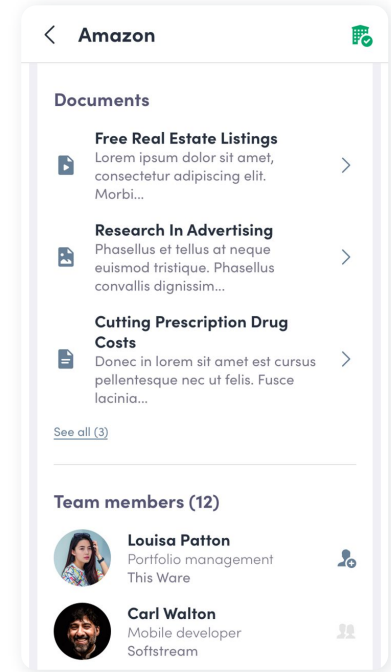 Amazon
Documents
Free Real Estate Listings
Lorem ipsum dolor sit amet,
consectetur adipiscing elit.
Morbi...
Research In Advertising
Phasellus et tellus at neque
euismod tristique. Phasellus
convallis dignissim...
Cutting Prescription Drug
Costs
Donec in lorem sit amet est cursus
pellentesque nec ut felis. Fusce
lacinia...
See all (3)
Team members (12)
Louisa Patton
Portfolio management
This Ware
Carl Walton
Mobile developer
Softstream